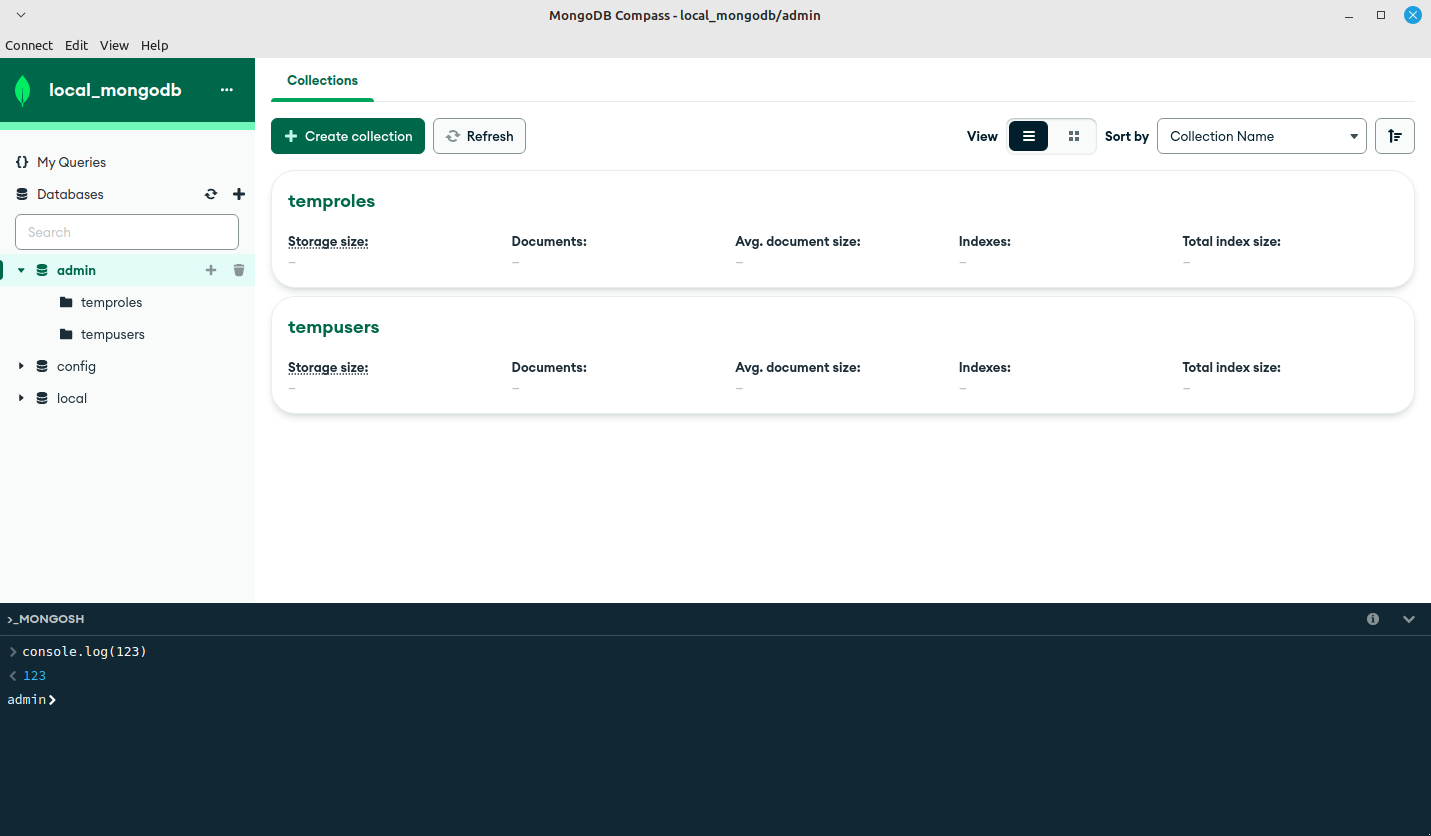 MongoDB Compass - local_mongodb/admin
Connect Edit View Help
local_mongodb
Collections
Create collection Refresh View Sort by Collection Name
{} My Queries
Databases
Search
admin
temproles
tempusers
config
local
temproles
Storage size: Documents: Avg. document size: Indexes: Total index size:
– – – – –
tempusers
Storage size: Documents: Avg. document size: Indexes: Total index size:
– – – – –
>_MONGOSH
console.log(123)
123
admin>